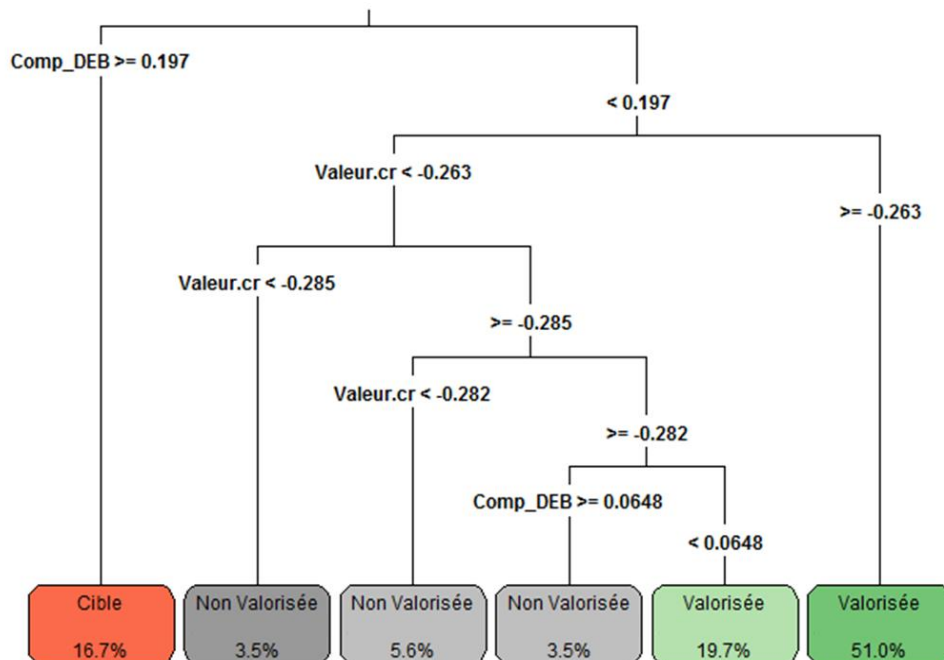 Comp_DEB >= 0.197
< 0.197
Valeur.cr < -0.263
>= -0.263
Valeur.cr < -0.285
>= -0.285
Valeur.cr < -0.282
>= -0.282
Comp_DEB >= 0.0648
< 0.0648
Cible
16.7%
Non Valorisée
3.5%
Non Valorisée
5.6%
Non Valorisée
3.5%
Valorisée
19.7%
Valorisée
51.0%